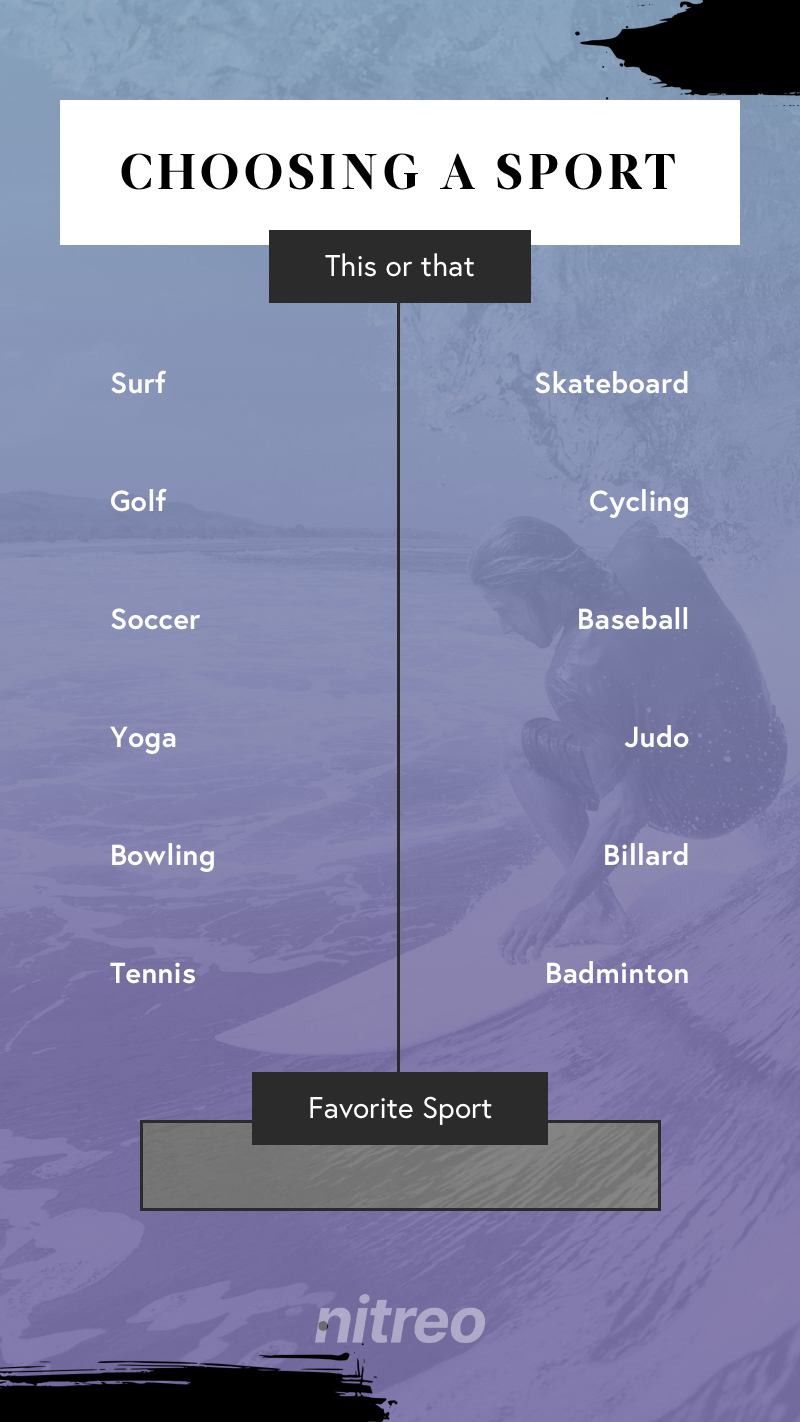 CHOOSING A SPORT
This or that
Surf Skateboard
Golf Cycling
Soccer Baseball
Yoga Judo
Bowling Billard
Tennis Badminton
Favorite Sport
nitreo